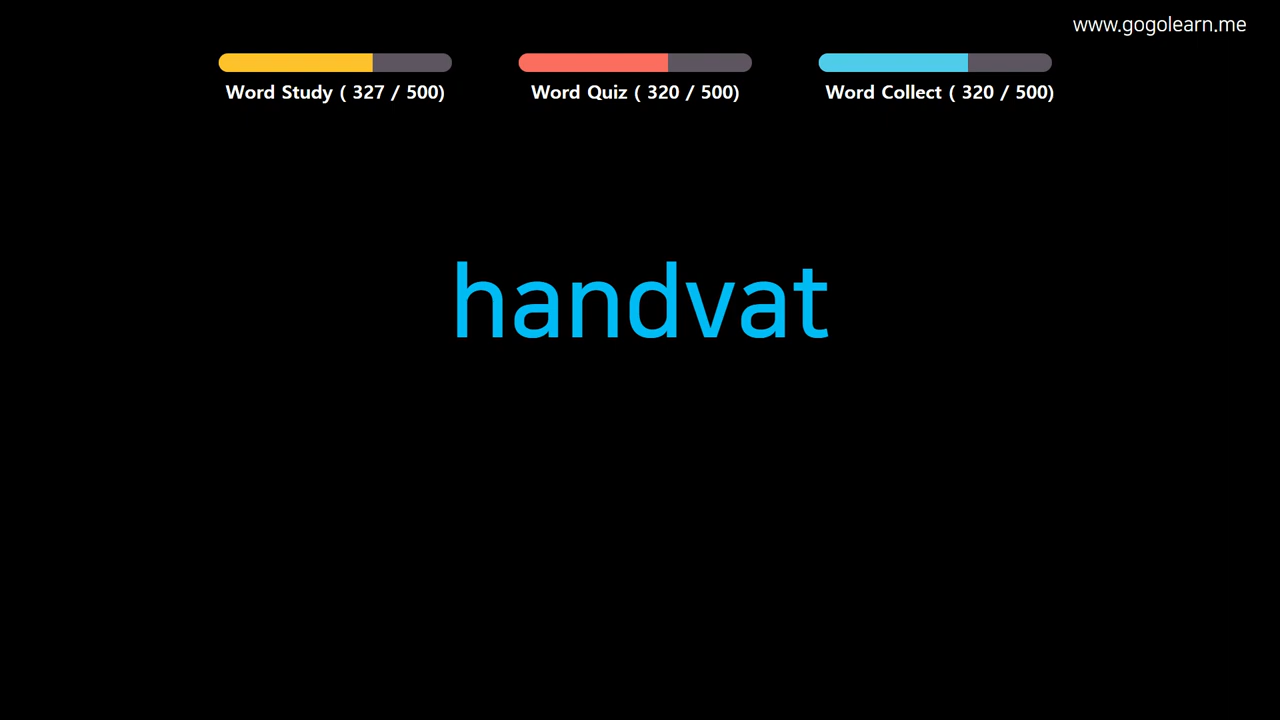 www.gogolearn.me
Word Study ( 327 / 500)
Word Quiz ( 320 / 500)
Word Collect ( 320 / 500)
handvat